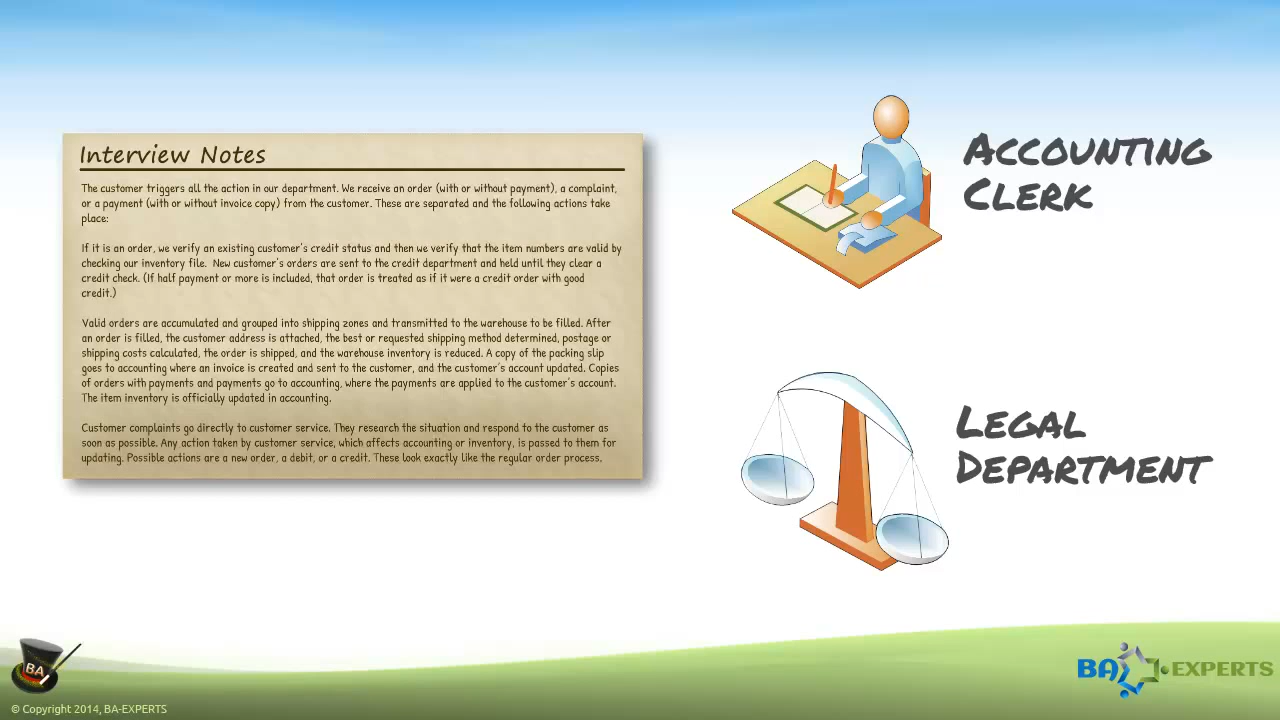 Interview Notes
The customer triggers all the action in our department. We receive an order (with or without payment), a complaint,
or a payment (with or without invoice copy) from the customer. These are separated and the following actions take
place:
If it is an order, we verify an existing customer's credit status and then we verify that the item numbers are valid by
checking our inventory file. New customer's orders are sent to the credit department and held until they clear a
credit check. (If half payment or more is included, that order is treated as if it were a credit order with good
credit.)
Valid orders are accumulated and grouped into shipping zones and transmitted to the warehouse to be filled. After
an order is filled, the customer address is attached, the best or requested shipping method determined, postage or
shipping costs calculated, the order is shipped, and the warehouse inventory is reduced. A copy of the packing slip
goes to accounting where an invoice is created and sent to the customer, and the customer's account updated. Copies
of orders with payments and payments go to accounting, where the payments are applied to the customer's account.
The item inventory is officially updated in accounting.
Customer complaints go directly to customer service. They research the situation and respond to the customer as
soon as possible. Any action taken by customer service, which affects accounting or inventory, is passed to them for
updating. Possible actions are a new order, a debit, or a credit. These look exactly like the regular order process.
ACCOUNTING
CLERK
LEGAL
DEPARTMENT
BA
© Copyright 2014, BA-EXPERTS
BA-EXPERTS